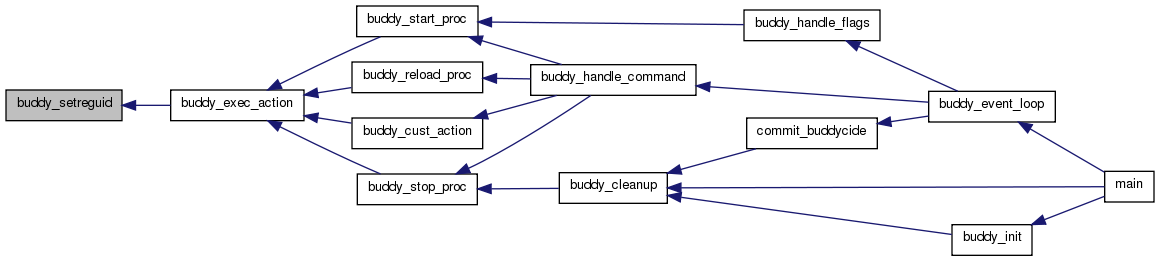 buddy_start_proc
buddy_handle_flags
buddy_reload_proc
buddy_handle_command
buddy_setreguid
buddy_exec_action
buddy_event_loop
buddy_cust_action
commit_buddycide
buddy_stop_proc
buddy_cleanup
main
buddy_init